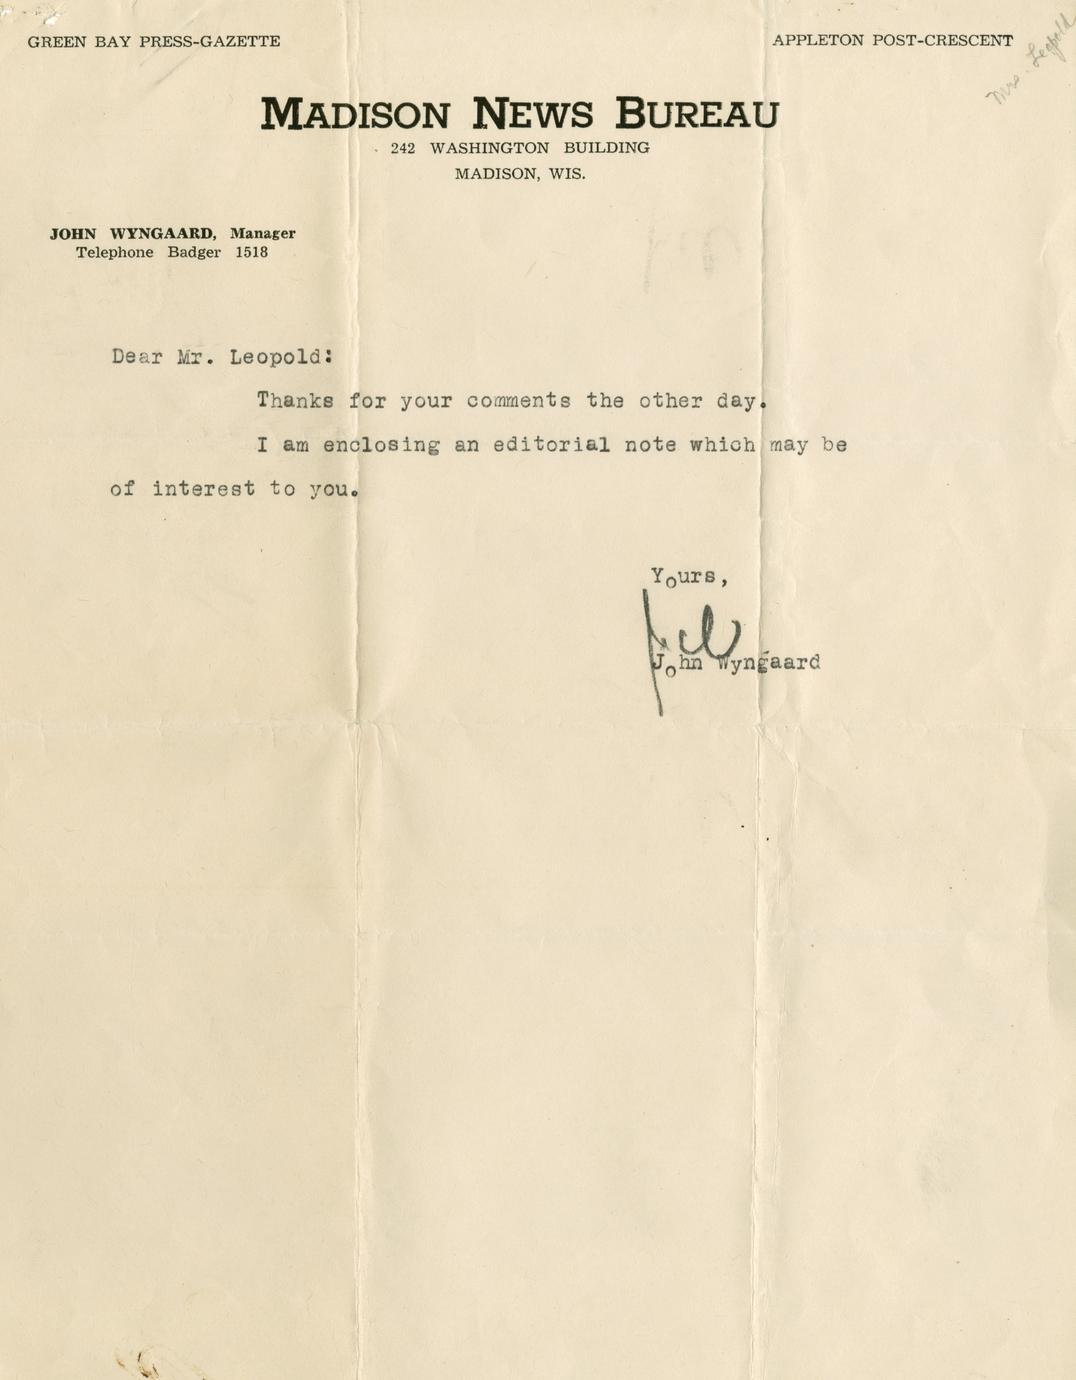 GREEN BAY PRESS-GAZETTE
APPLETON POST-CRESCENT
Mrs. Leopold
MADISON NEWS BUREAU
242 WASHINGTON BUILDING
MADISON, WIS.
JOHN WYNGAARD, Manager
Telephone Badger 1518
Dear Mr. Leopold:
Thanks for your comments the other day.
I am enclosing an editorial note which may be
of interest to you.
Yours,
John Wyngaard